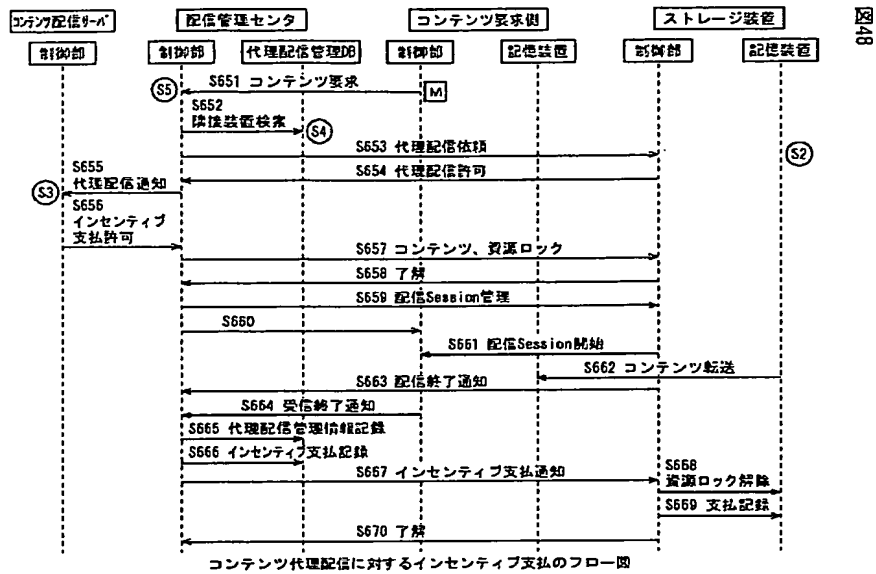 図48
コンテンツ配信サーバ 配信管理センタ コンテンツ要求側 ストレージ装置
制御部 制御部 代理配信管理DB 制御部 記憶装置 制御部 記憶装置
S5 S651 コンテンツ要求 M
S652
隣接装置検索 S4
S653 代理配信依頼 S2
S654 代理配信許可
S655
代理配信通知
S3
S656
インセンティブ
支払許可
S657 コンテンツ、資源ロック
S658 了解
S659 配信Session管理
S660
S661 配信Session開始
S662 コンテンツ転送
S663 配信終了通知
S664 受信終了通知
S665 代理配信管理情報記録
S666 インセンティブ支払記録
S667 インセンティブ支払通知
S668
資源ロック解除
S669 支払記録
S670 了解
コンテンツ代理配信に対するインセンティブ支払のフロー図